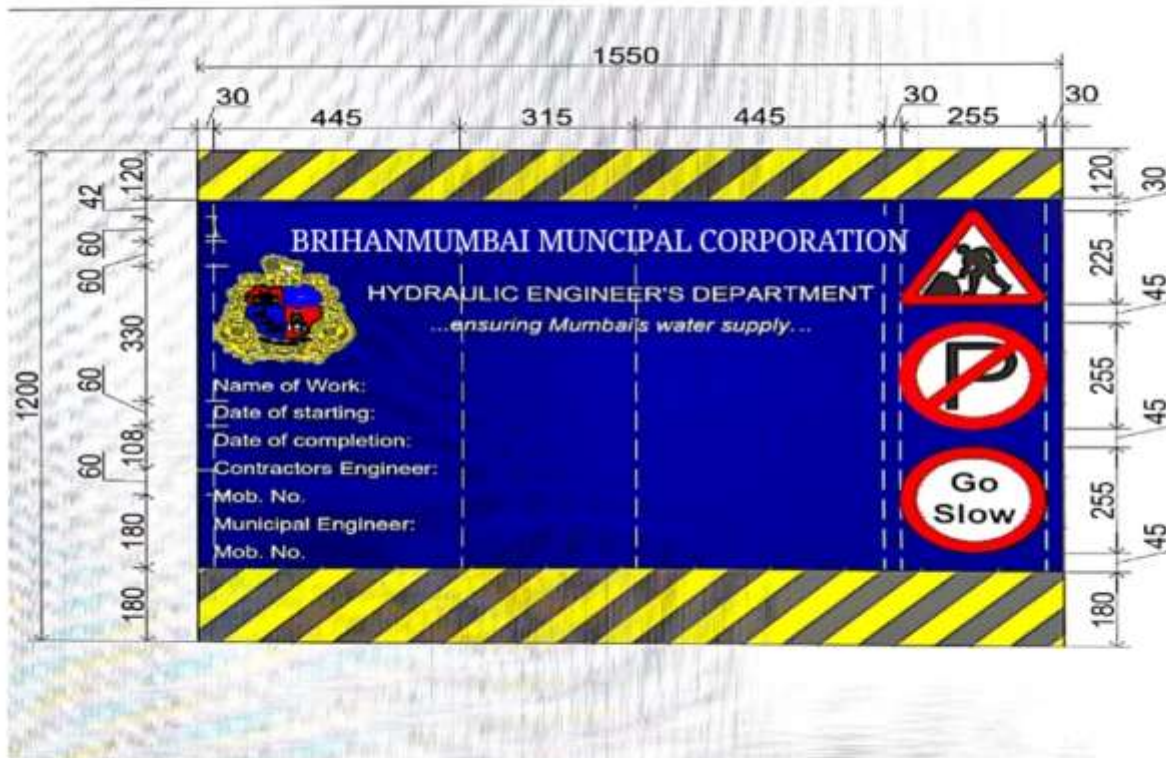 1550
30 30 30
445 315 445 255
120 120 30
42
BRIHANMUMBAI MUNCIPAL CORPORATION
60 225
60
HYDRAULIC ENGINEER'S DEPARTMENT
45
...ensuring Mumbai's water supply...
330
Name of Work:
60 255
1200
Date of starting:
45
Date of completion:
108
Contractors Engineer:
60
Go
Mob. No.
255
Slow
Municipal Engineer:
180
Mob. No.
45
180 180
P